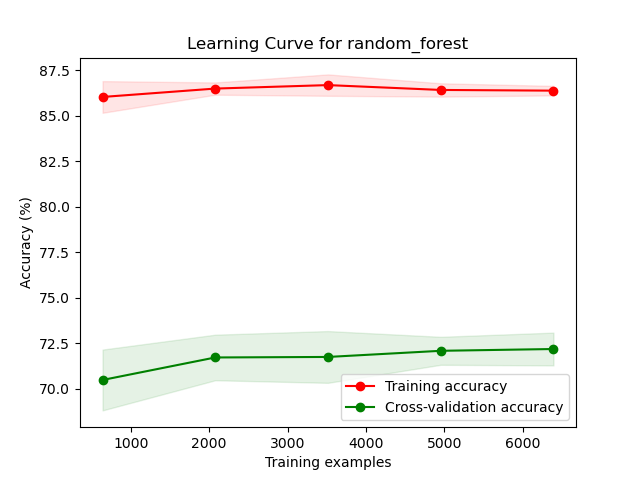 Learning Curve for random_forest
87.5
85.0
82.5
80.0
77.5
75.0
72.5
70.0
Accuracy (%)
Training accuracy
Cross-validation accuracy
1000 2000 3000 4000 5000 6000
Training examples